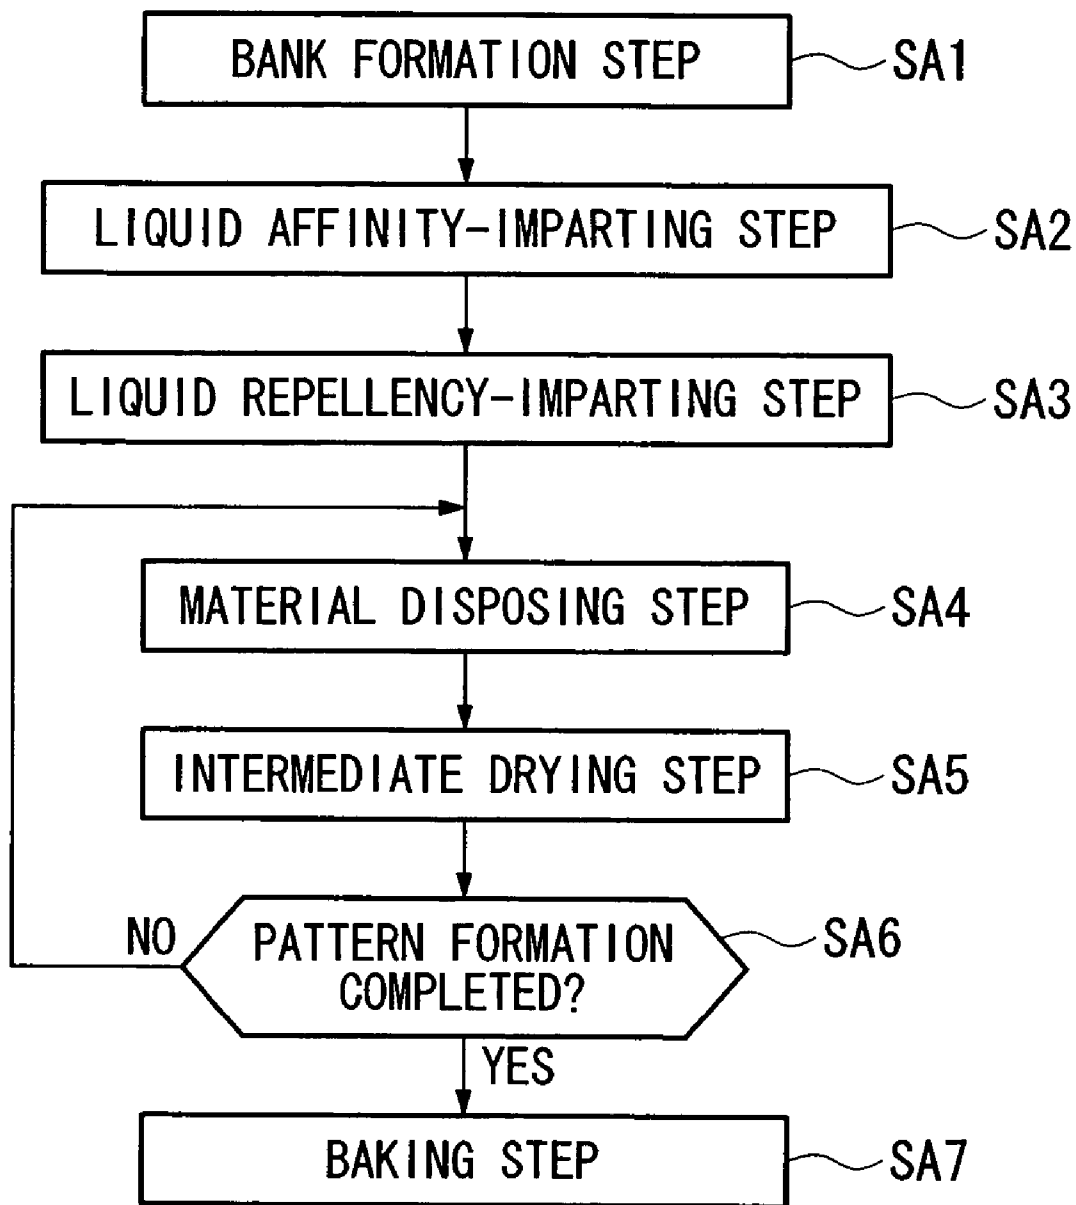 BANK FORMATION STEP SA1
LIQUID AFFINITY-IMPARTING STEP SA2
LIQUID REPELLENCY-IMPARTING STEP SA3
MATERIAL DISPOSING STEP SA4
INTERMEDIATE DRYING STEP SA5
NO
PATTERN FORMATION SA6
COMPLETED?
YES
BAKING STEP SA7